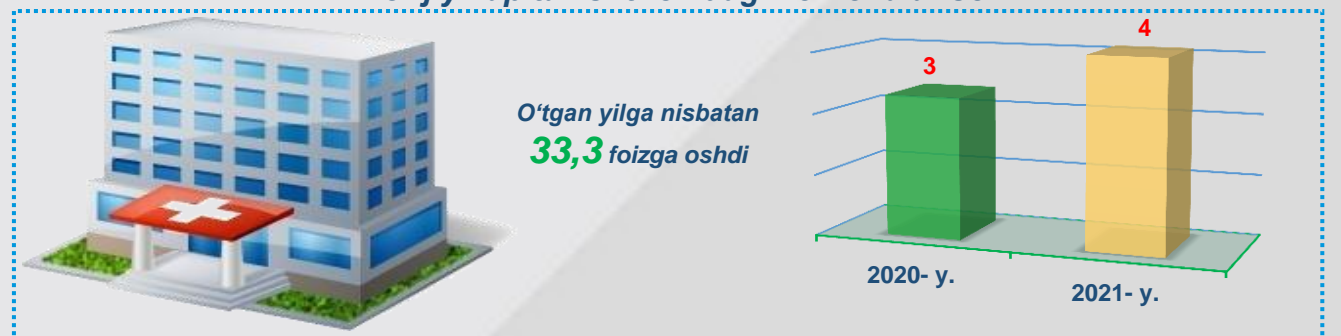 O‘tgan yilga nisbatan
33,3 foizga oshdi
3
4
2020- y.
2021- y.